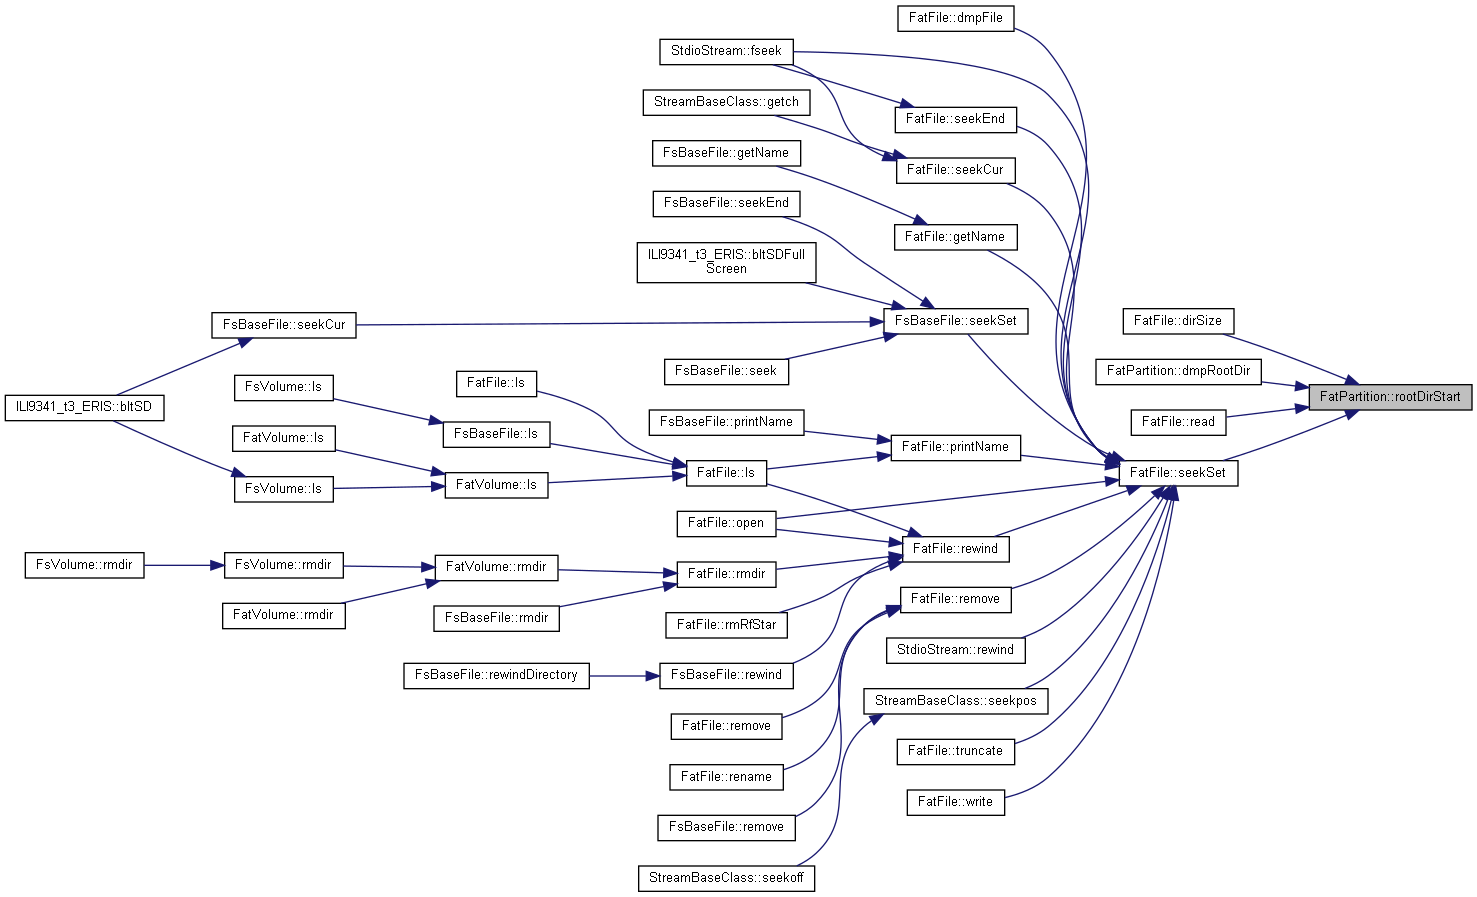 FatFile::dmpFile
StdioStream::fseek
StreamBaseClass::getch
FatFile::seekEnd
FsBaseFile::getName
FatFile::seekCur
FsBaseFile::seekEnd
FatFile::getName
ILI9341_t3_ERIS::bltSDFull
Screen
FsBaseFile::seekCur
FsBaseFile::seekSet
FatFile::dirSize
FsBaseFile::seek
FatPartition::dmpRootDir
FsVolume::ls
FatFile::ls
FatPartition::rootDirStart
ILI9341_t3_ERIS::bltSD
FsBaseFile::printName
FatFile::read
FatVolume::ls
FsBaseFile::ls
FatFile::printName
FatFile::ls
FatFile::seekSet
FsVolume::ls
FatVolume::ls
FatFile::open
FatFile::rewind
FsVolume::rmdir
FsVolume::rmdir
FatVolume::rmdir
FatFile::rmdir
FatFile::remove
FatVolume::rmdir
FsBaseFile::rmdir
FatFile::rmRfStar
StdioStream::rewind
FsBaseFile::rewindDirectory
FsBaseFile::rewind
StreamBaseClass::seekpos
FatFile::remove
FatFile::truncate
FatFile::rename
FatFile::write
FsBaseFile::remove
StreamBaseClass::seekoff